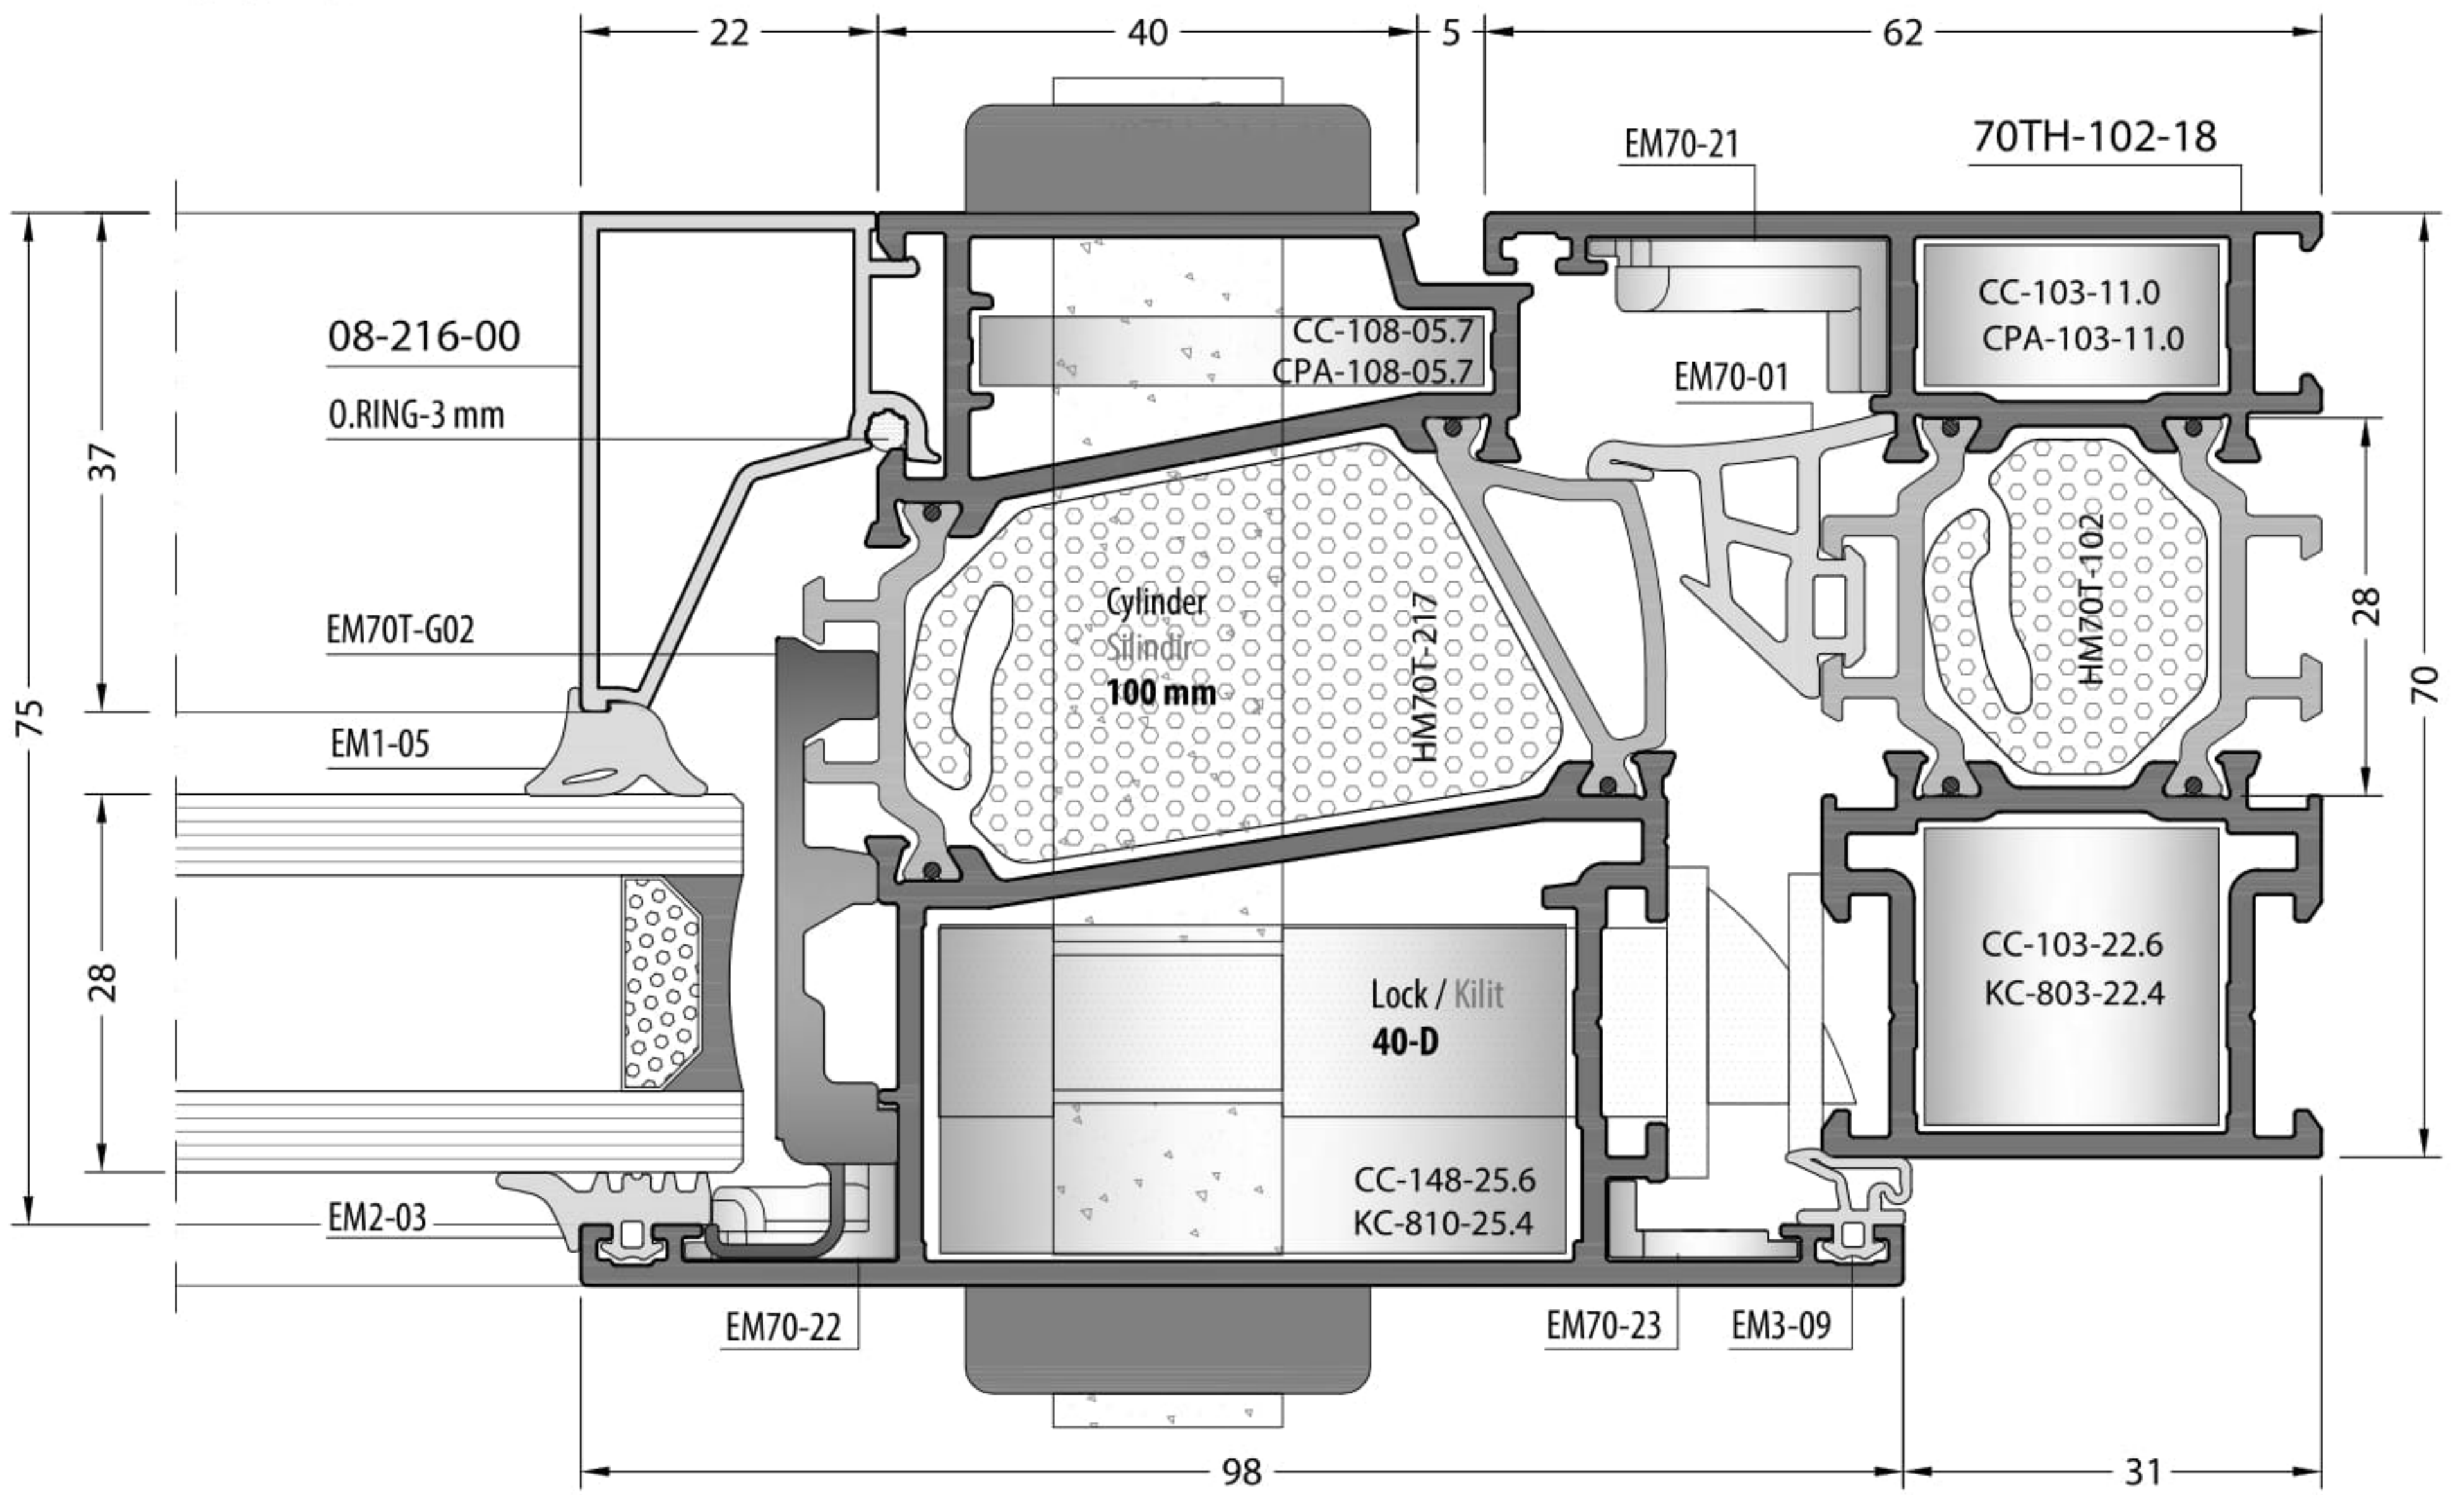 22
40
5
62
EM70-21
70TH-102-18
08-216-00
O.RING-3 mm
CC-108-05.7
CPA-108-05.7
CC-103-11.0
CPA-103-11.0
EM70-01
37
75
EM70T-G02
Cylinder
Silindir
100 mm
HM70T-217
HM70T-102
28
70
EM1-05
28
Lock / Kilit
40-D
CC-103-22.6
KC-803-22.4
CC-148-25.6
KC-810-25.4
EM2-03
EM70-22
EM70-23
EM3-09
98
31